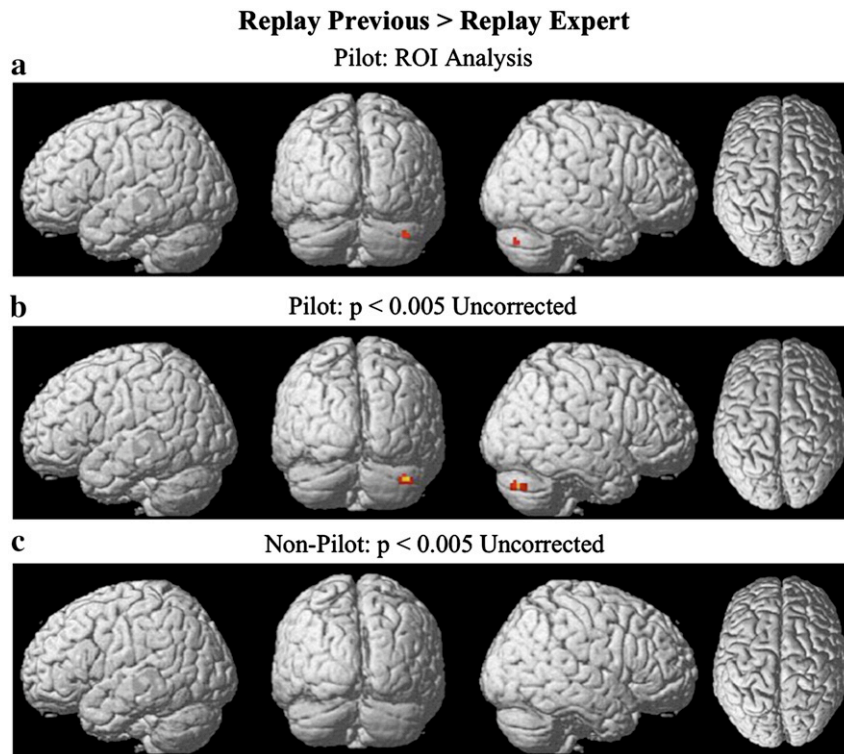 Replay Previous > Replay Expert
a
Pilot: ROI Analysis
b
Pilot: p < 0.005 Uncorrected
c
Non-Pilot: p < 0.005 Uncorrected